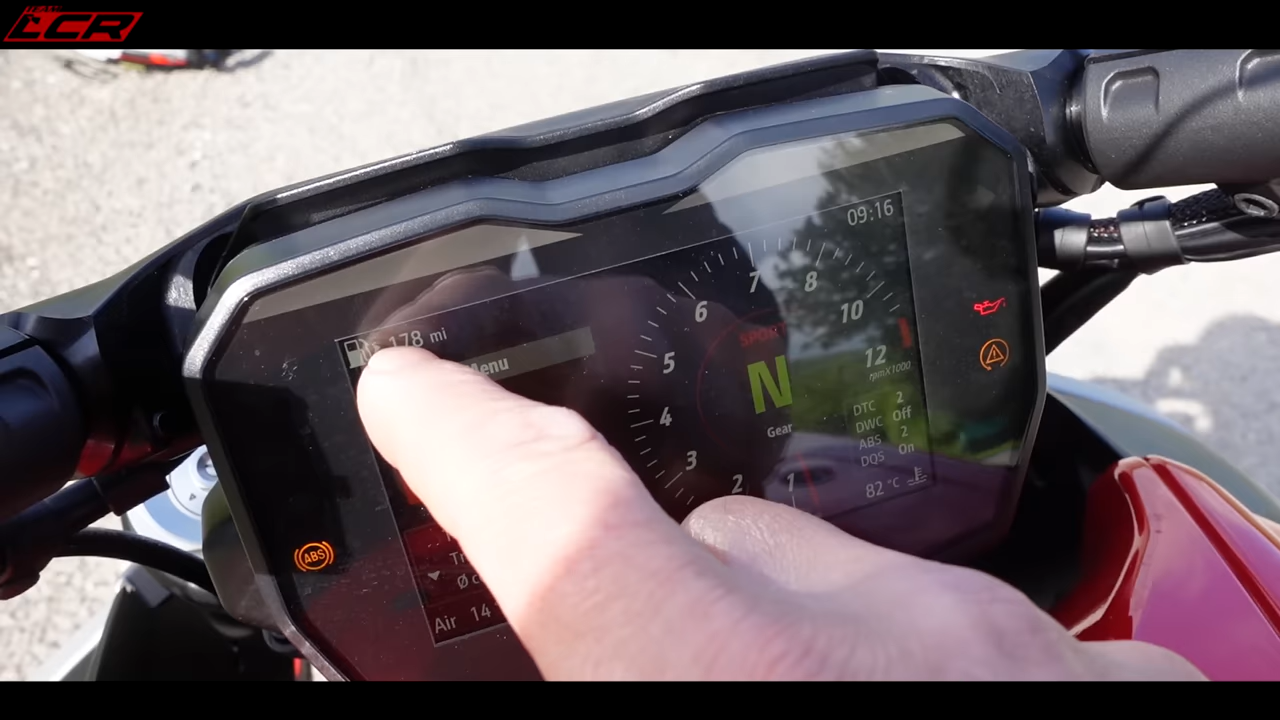 LCR
09:16
178 mi
Menu
7
8
6
10
SPORT
5
12
rpmX1000
N
4
Gear
DTC 2
DWC Off
ABS 2
DQS On
3
2
1
82 °C
ABS
Air 14